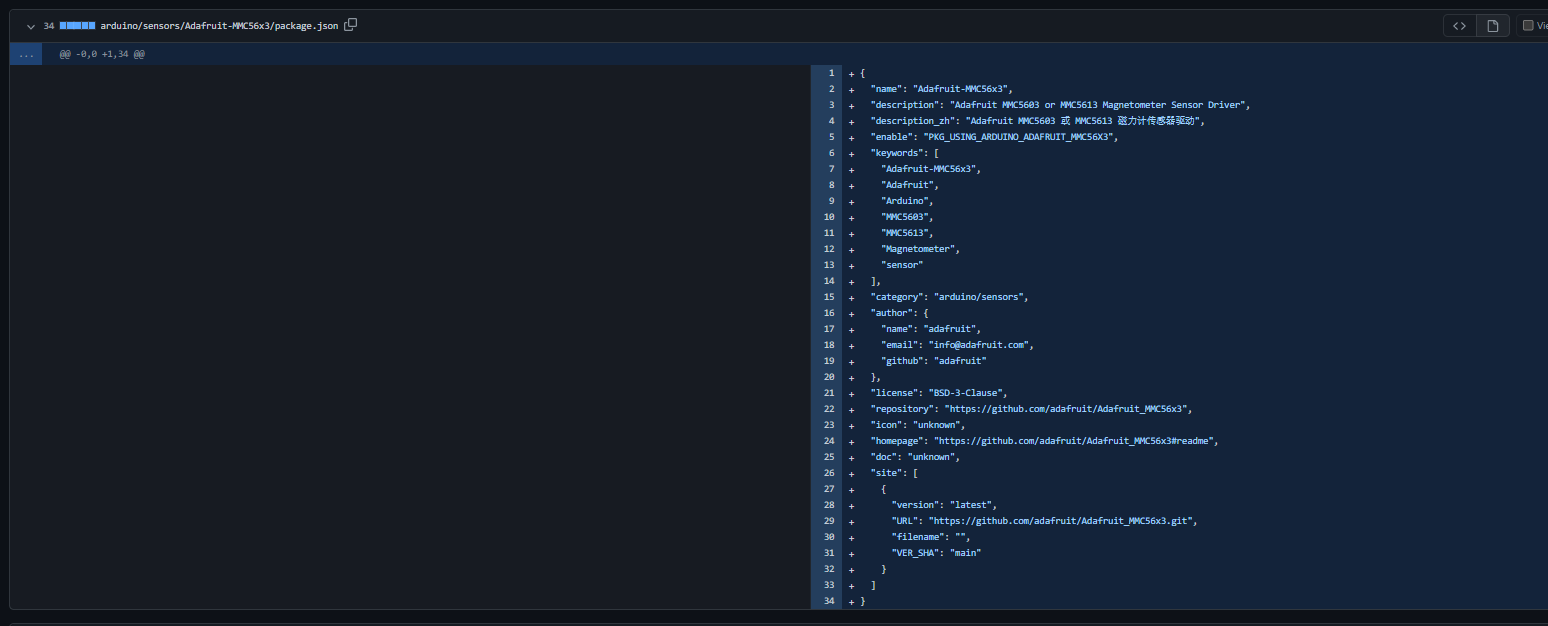 34 arduino/sensors/Adafruit-MMC56x3/package.json
... @@ -0,0 +1,34 @@
1 + {
2 + "name": "Adafruit-MMC56x3",
3 + "description": "Adafruit MMC5603 or MMC5613 Magnetometer Sensor Driver",
4 + "description_zh": "Adafruit MMC5603 或 MMC5613 磁力计传感器驱动",
5 + "enable": "PKG_USING_ARDUINO_ADAFRUIT_MMC56X3",
6 + "keywords": [
7 + "Adafruit-MMC56x3",
8 + "Adafruit",
9 + "Arduino",
10 + "MMC5603",
11 + "MMC5613",
12 + "Magnetometer",
13 + "sensor"
14 + ],
15 + "category": "arduino/sensors",
16 + "author": {
17 + "name": "adafruit",
18 + "email": "info@adafruit.com",
19 + "github": "adafruit"
20 + },
21 + "license": "BSD-3-Clause",
22 + "repository": "https://github.com/adafruit/Adafruit_MMC56x3",
23 + "icon": "unknown",
24 + "homepage": "https://github.com/adafruit/Adafruit_MMC56x3#readme",
25 + "doc": "unknown",
26 + "site": [
27 + {
28 + "version": "latest",
29 + "URL": "https://github.com/adafruit/Adafruit_MMC56x3.git",
30 + "filename": "",
31 + "VER_SHA": "main"
32 + }
33 + ]
34 + }